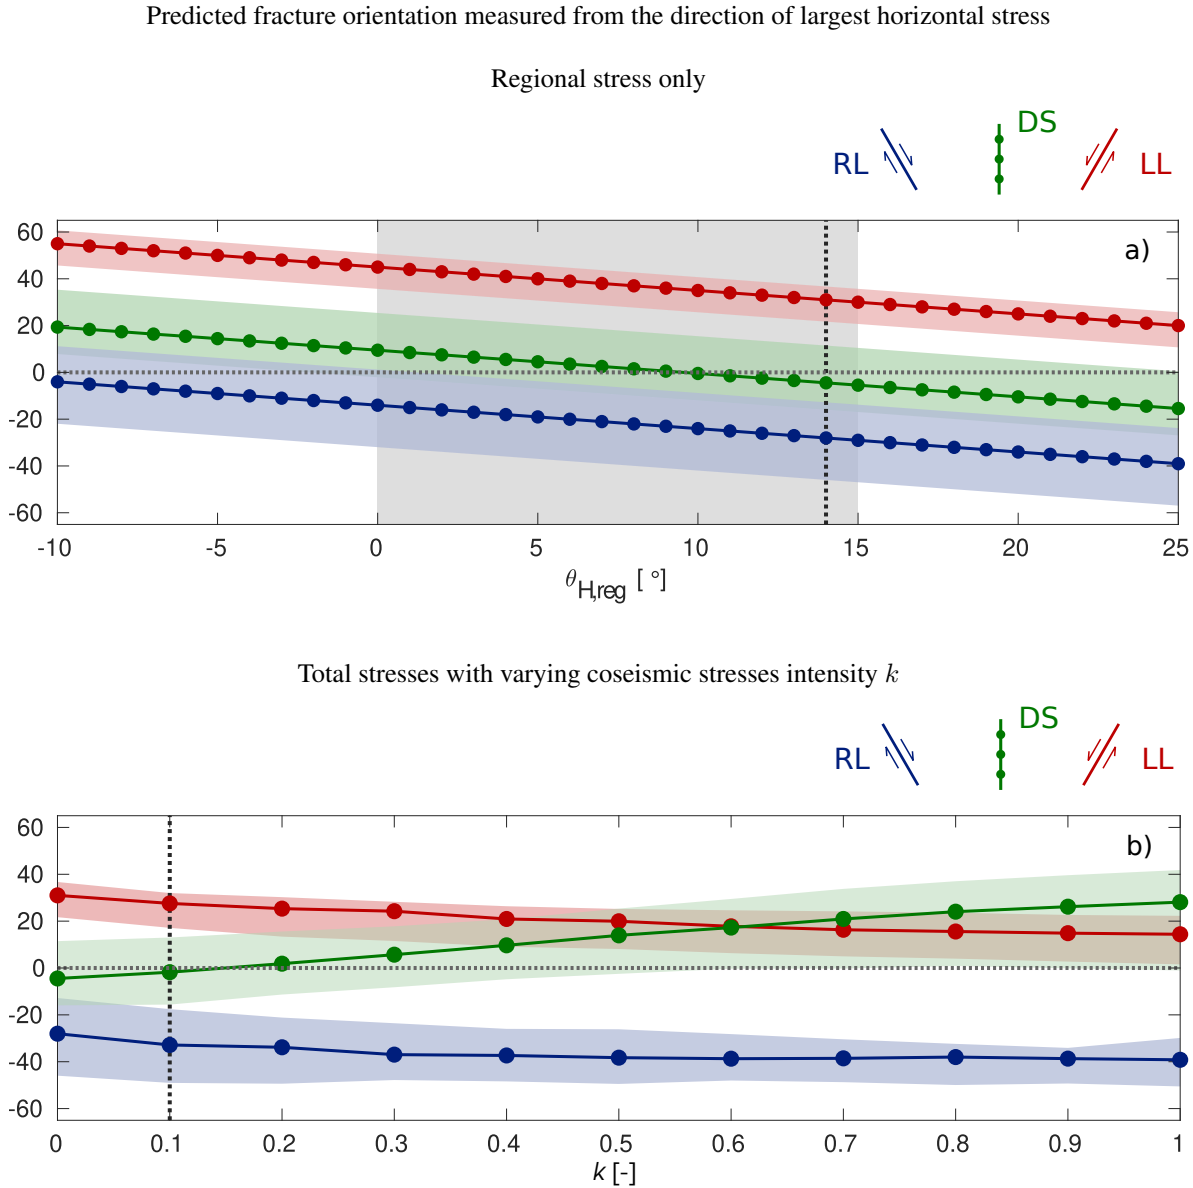 Predicted fracture orientation measured from the direction of largest horizontal stress
Regional stress only
DS
RL
LL
a)
60
40
20
0
-20
-40
-60
-10 -5 0 5 10 15 20 25
θH,reg [ °]
Total stresses with varying coseismic stresses intensity k
DS
RL
LL
b)
60
40
20
0
-20
-40
-60
0 0.1 0.2 0.3 0.4 0.5 0.6 0.7 0.8 0.9 1
k [-]